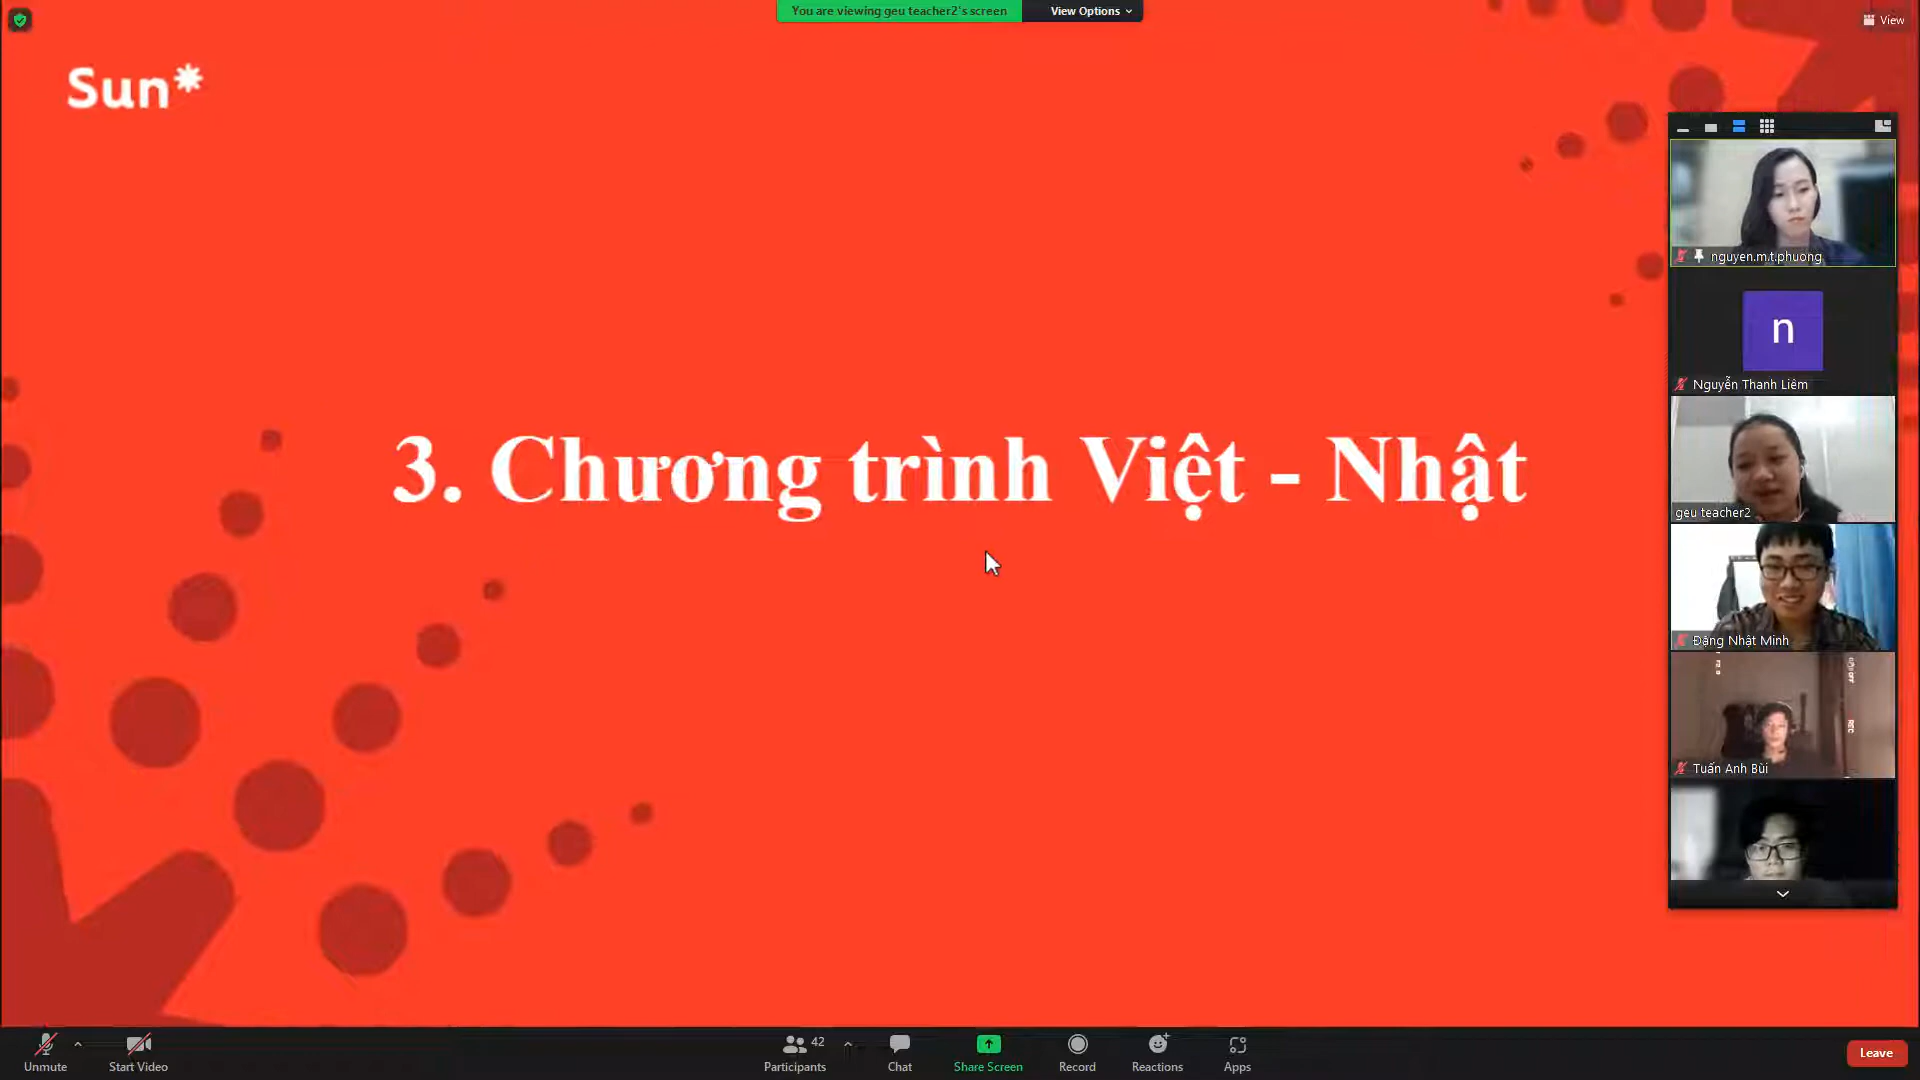 You are viewing geu teacher2's screen
View Options
View
Sun*
nguyen.m.t.phuong
n
Nguyễn Thanh Liêm
3. Chương trình Việt - Nhật
geu teacher2
Đặng Nhật Minh
Tuấn Anh Bùi
Unmute
Start Video
Participants
42
Chat
Share Screen
Record
Reactions
Apps
Leave